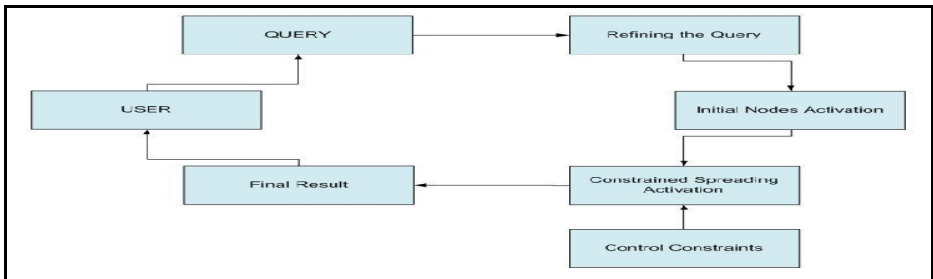 QUERY
Refining the Query
USER
Initial Nodes Activation
Final Result
Constrained Spreading
Activation
Control Constraints